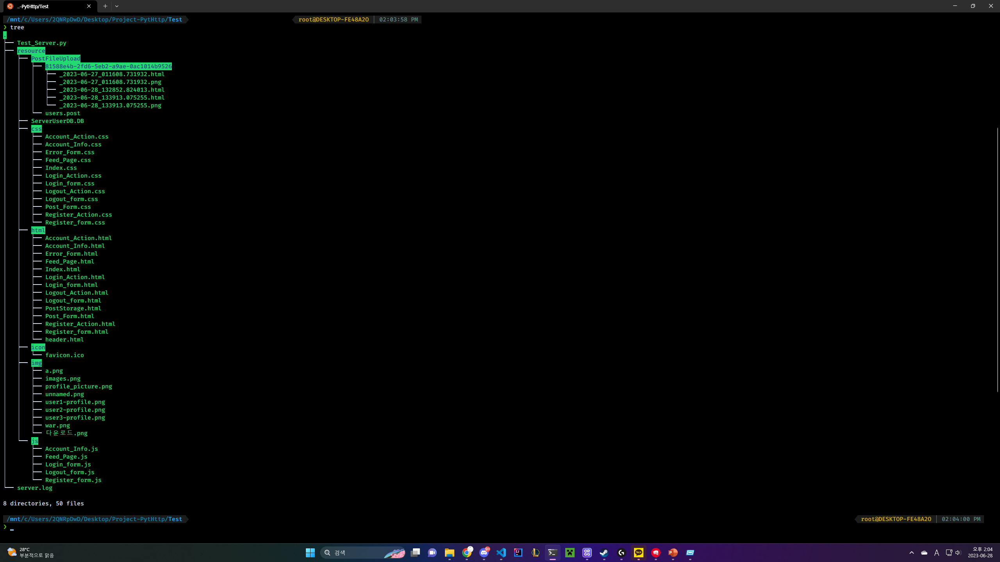 ..-PytHttp/Test
/mnt/c/Users/2QNRpDwD/Desktop/Project-PytHttp/Test root@DESKTOP-FE48A2O 02:03:58 PM
❯ tree
.
├── Test_Server.py
├── resource
│   ├── PostFileUpload
│   │   ├── 81588e4b-2fd6-5eb2-a9ae-0ac1014b9526
│   │   │   ├── _2023-06-27_011608.731932.html
│   │   │   ├── _2023-06-27_011608.731932.png
│   │   │   ├── _2023-06-28_132852.824013.html
│   │   │   ├── _2023-06-28_133913.075255.html
│   │   │   └── _2023-06-28_133913.075255.png
│   │   └── users.post
│   ├── ServerUserDB.DB
│   ├── css
│   │   ├── Account_Action.css
│   │   ├── Account_Info.css
│   │   ├── Error_Form.css
│   │   ├── Feed_Page.css
│   │   ├── Index.css
│   │   ├── Login_Action.css
│   │   ├── Login_form.css
│   │   ├── Logout_Action.css
│   │   ├── Logout_form.css
│   │   ├── Post_Form.css
│   │   ├── Register_Action.css
│   │   └── Register_form.css
│   ├── html
│   │   ├── Account_Action.html
│   │   ├── Account_Info.html
│   │   ├── Error_Form.html
│   │   ├── Feed_Page.html
│   │   ├── Index.html
│   │   ├── Login_Action.html
│   │   ├── Login_form.html
│   │   ├── Logout_Action.html
│   │   ├── Logout_form.html
│   │   ├── PostStorage.html
│   │   ├── Post_Form.html
│   │   ├── Register_Action.html
│   │   ├── Register_form.html
│   │   └── header.html
│   ├── icon
│   │   └── favicon.ico
│   ├── img
│   │   ├── a.png
│   │   ├── images.png
│   │   ├── profile_picture.png
│   │   ├── unnamed.png
│   │   ├── user1-profile.png
│   │   ├── user2-profile.png
│   │   ├── user3-profile.png
│   │   ├── war.png
│   │   └── 다운로드.png
│   └── js
│       ├── Account_Info.js
│       ├── Feed_Page.js
│       ├── Login_form.js
│       ├── Logout_form.js
│       └── Register_form.js
└── server.log
8 directories, 50 files
/mnt/c/Users/2QNRpDwD/Desktop/Project-PytHttp/Test root@DESKTOP-FE48A2O 02:04:00 PM
❯
28°C
부분적으로 맑음
검색
9+
IJ
OP.GG
TALK
P
A
오후 2:04
2023-06-28